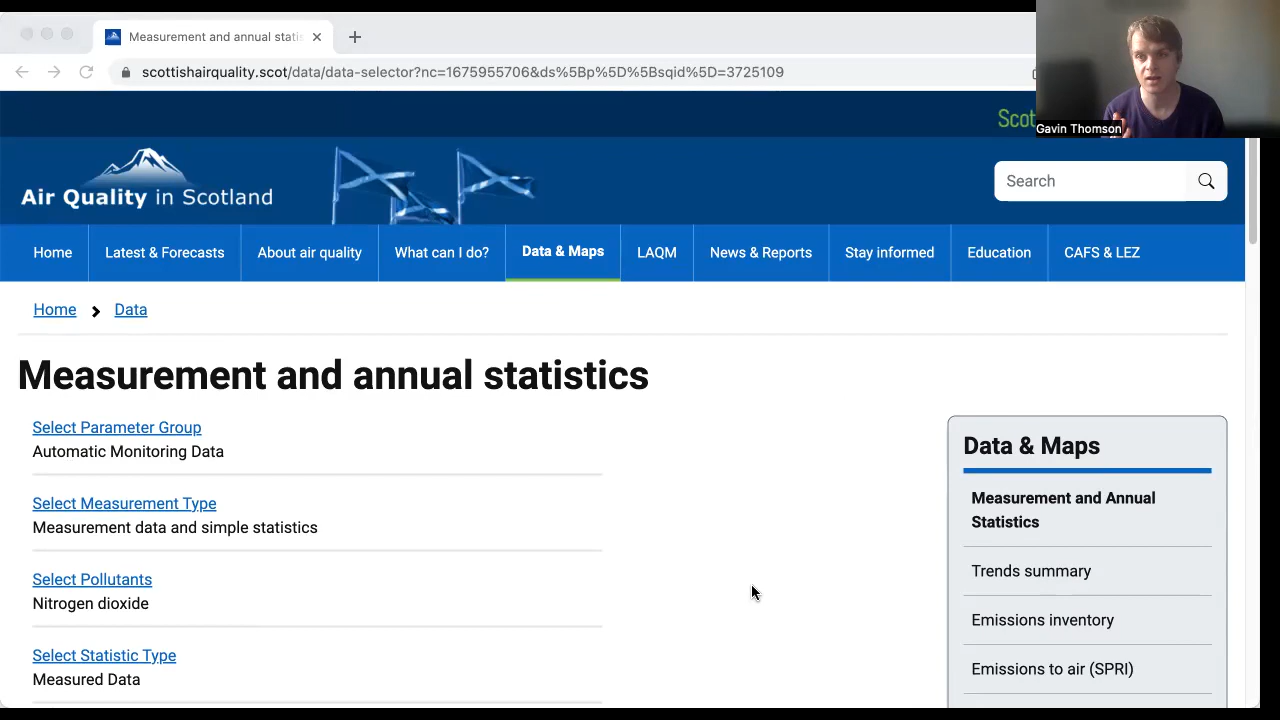 Measurement and annual statis
scottishairquality.scot/data/data-selector?nc=1675955706&ds%5Bp%5D%5Bsqid%5D=3725109
Scot
Gavin Thomson
Air Quality in Scotland
Search
Home
Latest & Forecasts
About air quality
What can I do?
Data & Maps
LAQM
News & Reports
Stay informed
Education
CAFS & LEZ
Home
Data
Measurement and annual statistics
Select Parameter Group
Automatic Monitoring Data
Select Measurement Type
Measurement data and simple statistics
Select Pollutants
Nitrogen dioxide
Select Statistic Type
Measured Data
Data & Maps
Measurement and Annual
Statistics
Trends summary
Emissions inventory
Emissions to air (SPRI)